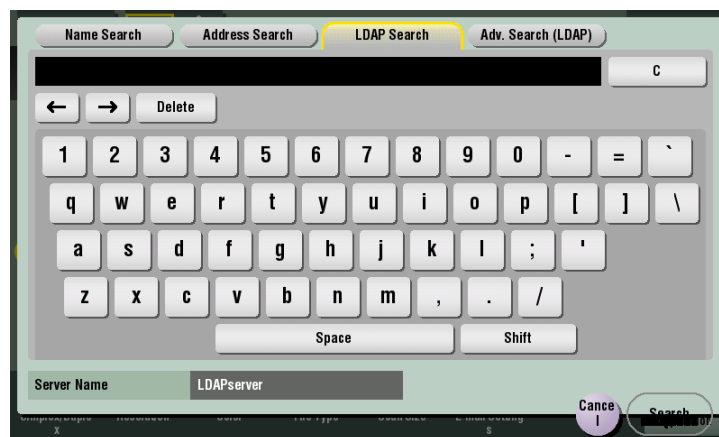 Name Search Address Search LDAP Search Adv. Search (LDAP)
C
← → Delete
1 2 3 4 5 6 7 8 9 0 - = `
q w e r t y u i o p [ ] \
a s d f g h j k l ; '
z x c v b n m , . /
Space Shift
Server Name LDAPserver
Cance
l
Search